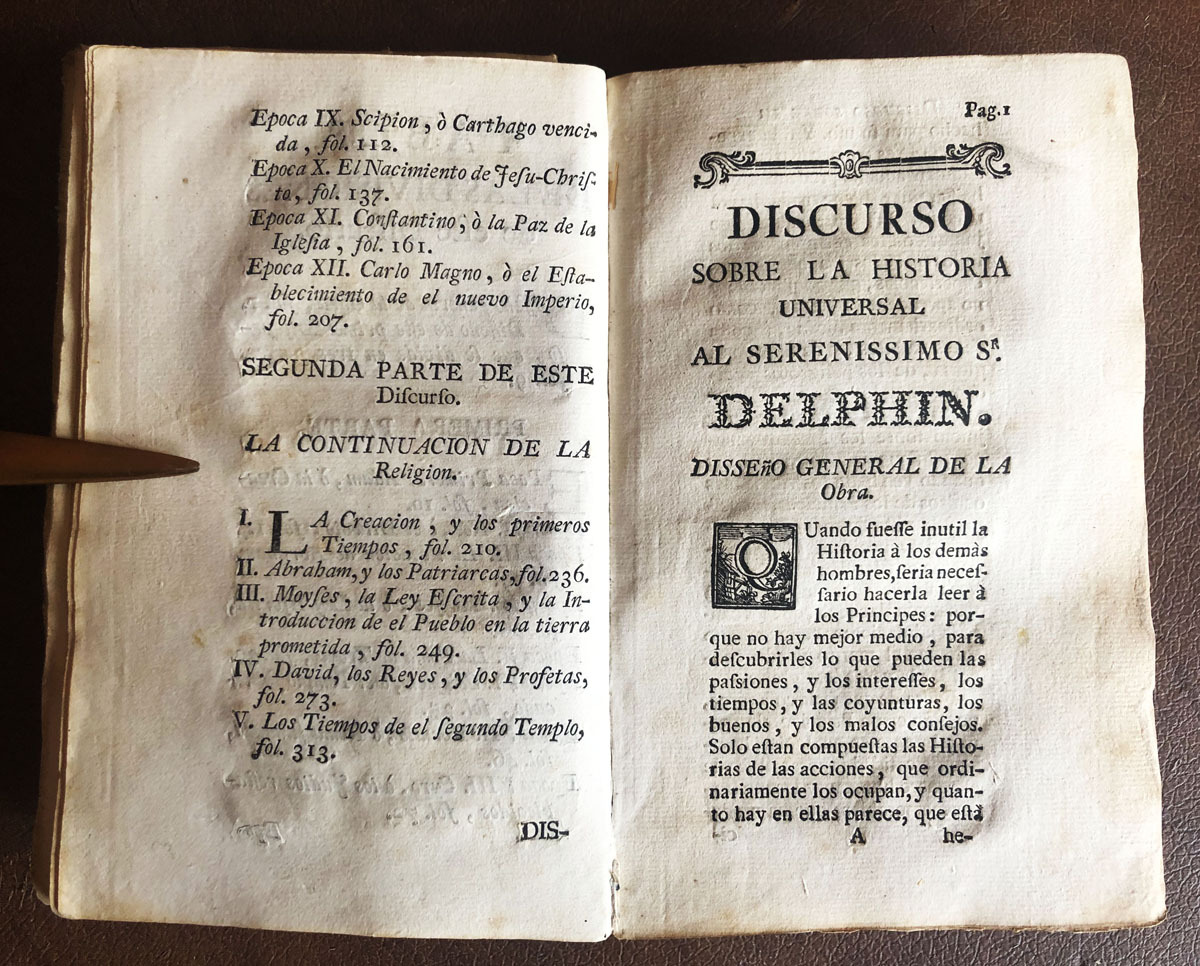 Epoca IX. Scipion, ò Carthago venci-
da, ſol. 112.
Epoca X. El Nacimiento de Jeſu-Chriſ-
to, ſol. 137.
Epoca XI. Conſtantino, ò la Paz de la
Igleſia, ſol. 161.
Epoca XII. Carlo Magno, ò el Eſta-
blecimiento de el nuevo Imperio,
fol. 207.
SEGUNDA PARTE DE ESTE
Diſcurſo.
LA CONTINUACION DE LA
Religion.
I. LA Creacion, y los primeros
Tiempos, fol. 210.
II. Abraham, y los Patriarcas, fol. 236.
III. Moyſes, la Ley Eſcrita, y la In-
troduccion de el Pueblo en la tierra
prometida, fol. 249.
IV. David, los Reyes, y los Profetas,
fol. 273.
V. Los Tiempos de el ſegundo Templo,
fol. 313.
DIS-
Pag. 1
DISCURSO
SOBRE LA HISTORIA
UNIVERSAL
AL SERENISSIMO Sᴿ.
DELPHIN.
DISSEñO GENERAL DE LA
Obra.
QUando fueſſe inutil la
Hiſtoria à los demàs
hombres, ſeria neceſ-
ſario hacerla leer à
los Principes: por-
que no hay mejor medio, para
deſcubrirles lo que pueden las
paſsiones, y los intereſſes, los
tiempos, y las coyunturas, los
buenos, y los malos conſejos.
Solo eſtan compueſtas las Hiſto-
rias de las acciones, que ordi-
nariamente los ocupan, y quan-
to hay en ellas parece, que eſtà
A he-